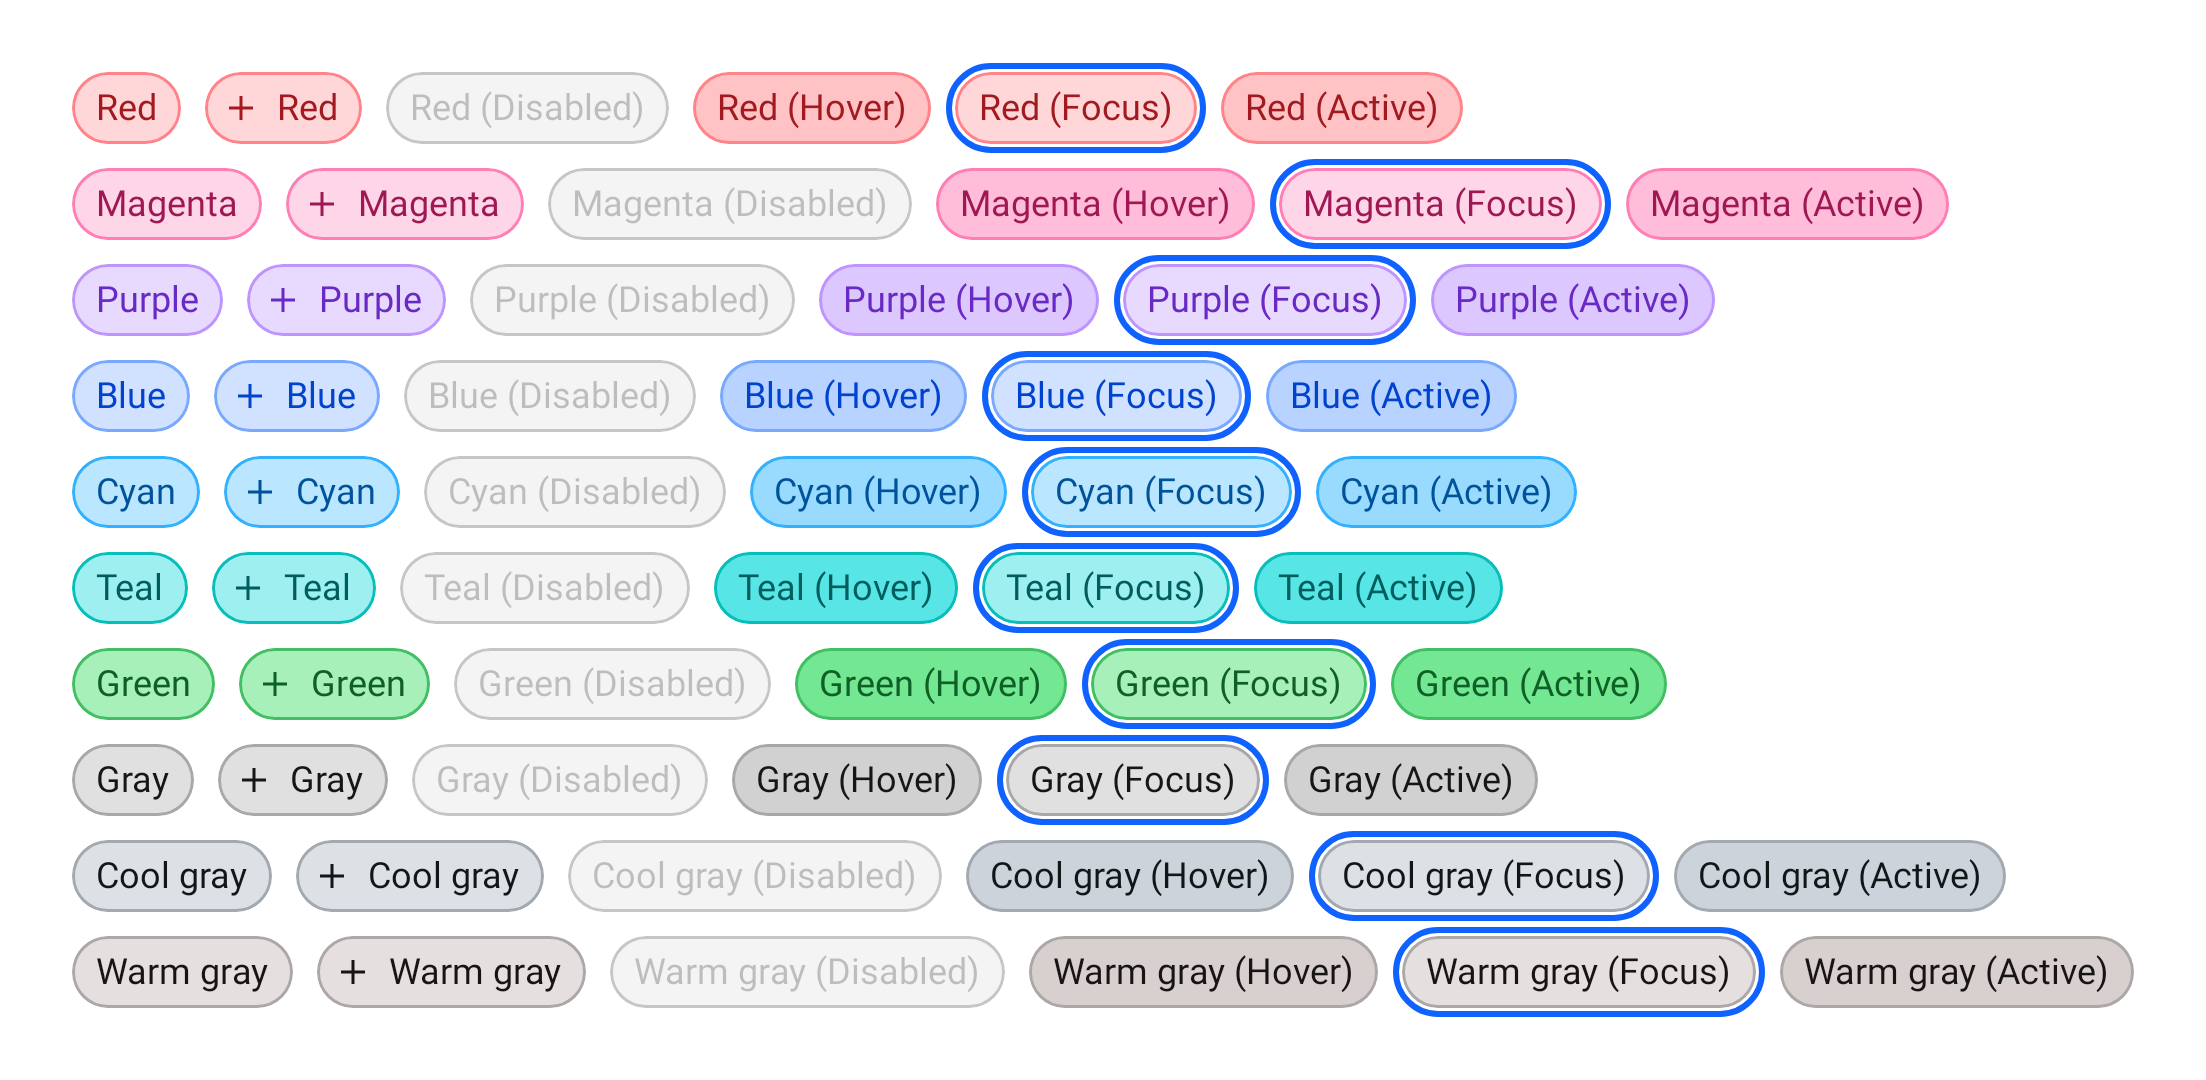 Red + Red Red (Disabled) Red (Hover) Red (Focus) Red (Active)
Magenta + Magenta Magenta (Disabled) Magenta (Hover) Magenta (Focus) Magenta (Active)
Purple + Purple Purple (Disabled) Purple (Hover) Purple (Focus) Purple (Active)
Blue + Blue Blue (Disabled) Blue (Hover) Blue (Focus) Blue (Active)
Cyan + Cyan Cyan (Disabled) Cyan (Hover) Cyan (Focus) Cyan (Active)
Teal + Teal Teal (Disabled) Teal (Hover) Teal (Focus) Teal (Active)
Green + Green Green (Disabled) Green (Hover) Green (Focus) Green (Active)
Gray + Gray Gray (Disabled) Gray (Hover) Gray (Focus) Gray (Active)
Cool gray + Cool gray Cool gray (Disabled) Cool gray (Hover) Cool gray (Focus) Cool gray (Active)
Warm gray + Warm gray Warm gray (Disabled) Warm gray (Hover) Warm gray (Focus) Warm gray (Active)